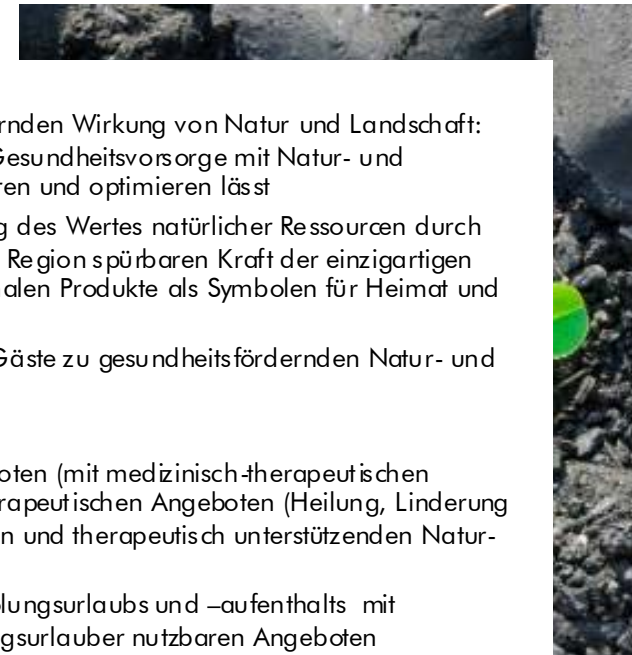 rnden Wirkung von Natur und Landschaft:
Gesundheitsvorsorge mit Natur- und
ren und optimieren lässt
g des Wertes natürlicher Ressourcen durch
Region spürbaren Kraft der einzigartigen
alen Produkte als Symbolen für Heimat und
Gäste zu gesundheitsfördernden Natur- und
oten (mit medizinisch-therapeutischen
rapeutischen Angeboten (Heilung, Linderung
n und therapeutisch unterstützenden Natur-
olungsurlaubs und –aufenthalts mit
gsurlauber nutzbaren Angeboten